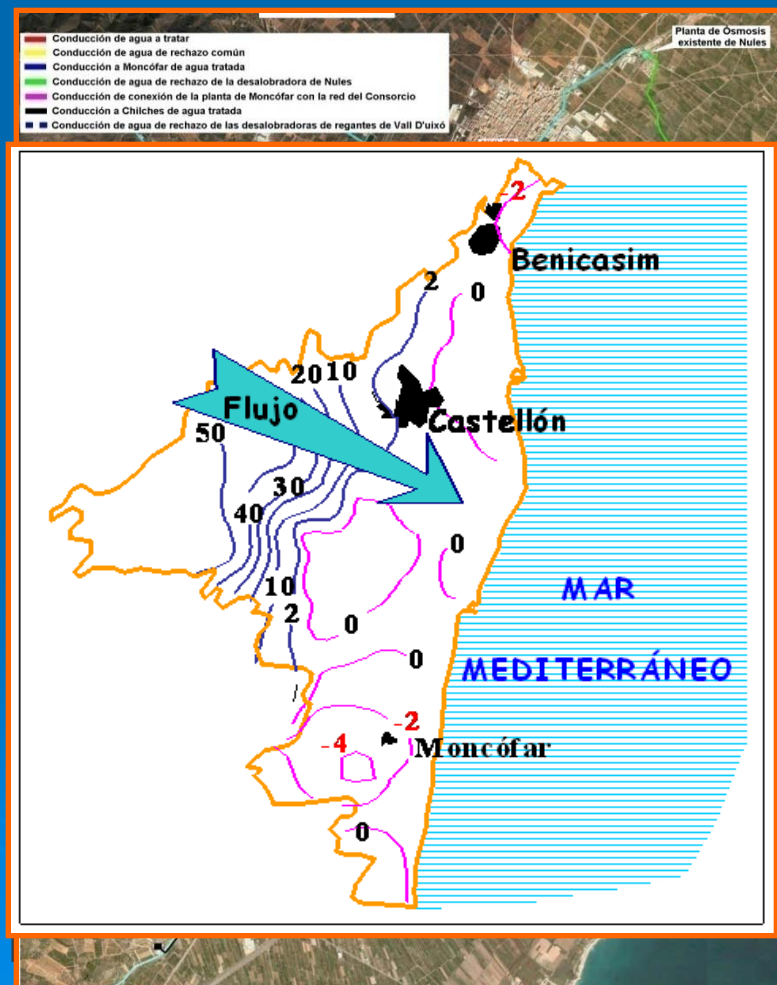 Conducción de agua a tratar
Conducción de agua de rechazo común
Conducción a Moncófar de agua tratada
Conducción de agua de rechazo de la desalobradora de Nules
Conducción de conexión de la planta de Moncófar con la red del Consorcio
Conducción a Chilches de agua tratada
Conducción de agua de rechazo de las desalobradoras de regantes de Vall D'uixó
Planta de Ósmosis
existente de Nules
-2
Benicasim
2
0
20 10
Flujo
Castellón
50
30
40
0
10
MAR
2
0
0
MEDITERRÁNEO
-2
-4
Moncófar
0